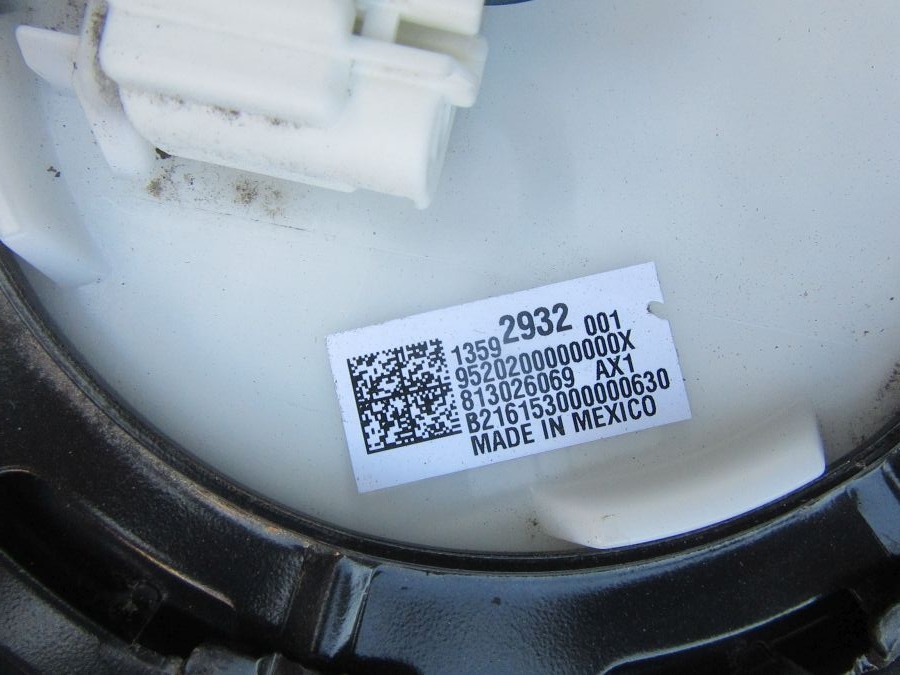 1359 2932 001
9520200000000X
813026069 AX1
B216153000000630
MADE IN MEXICO